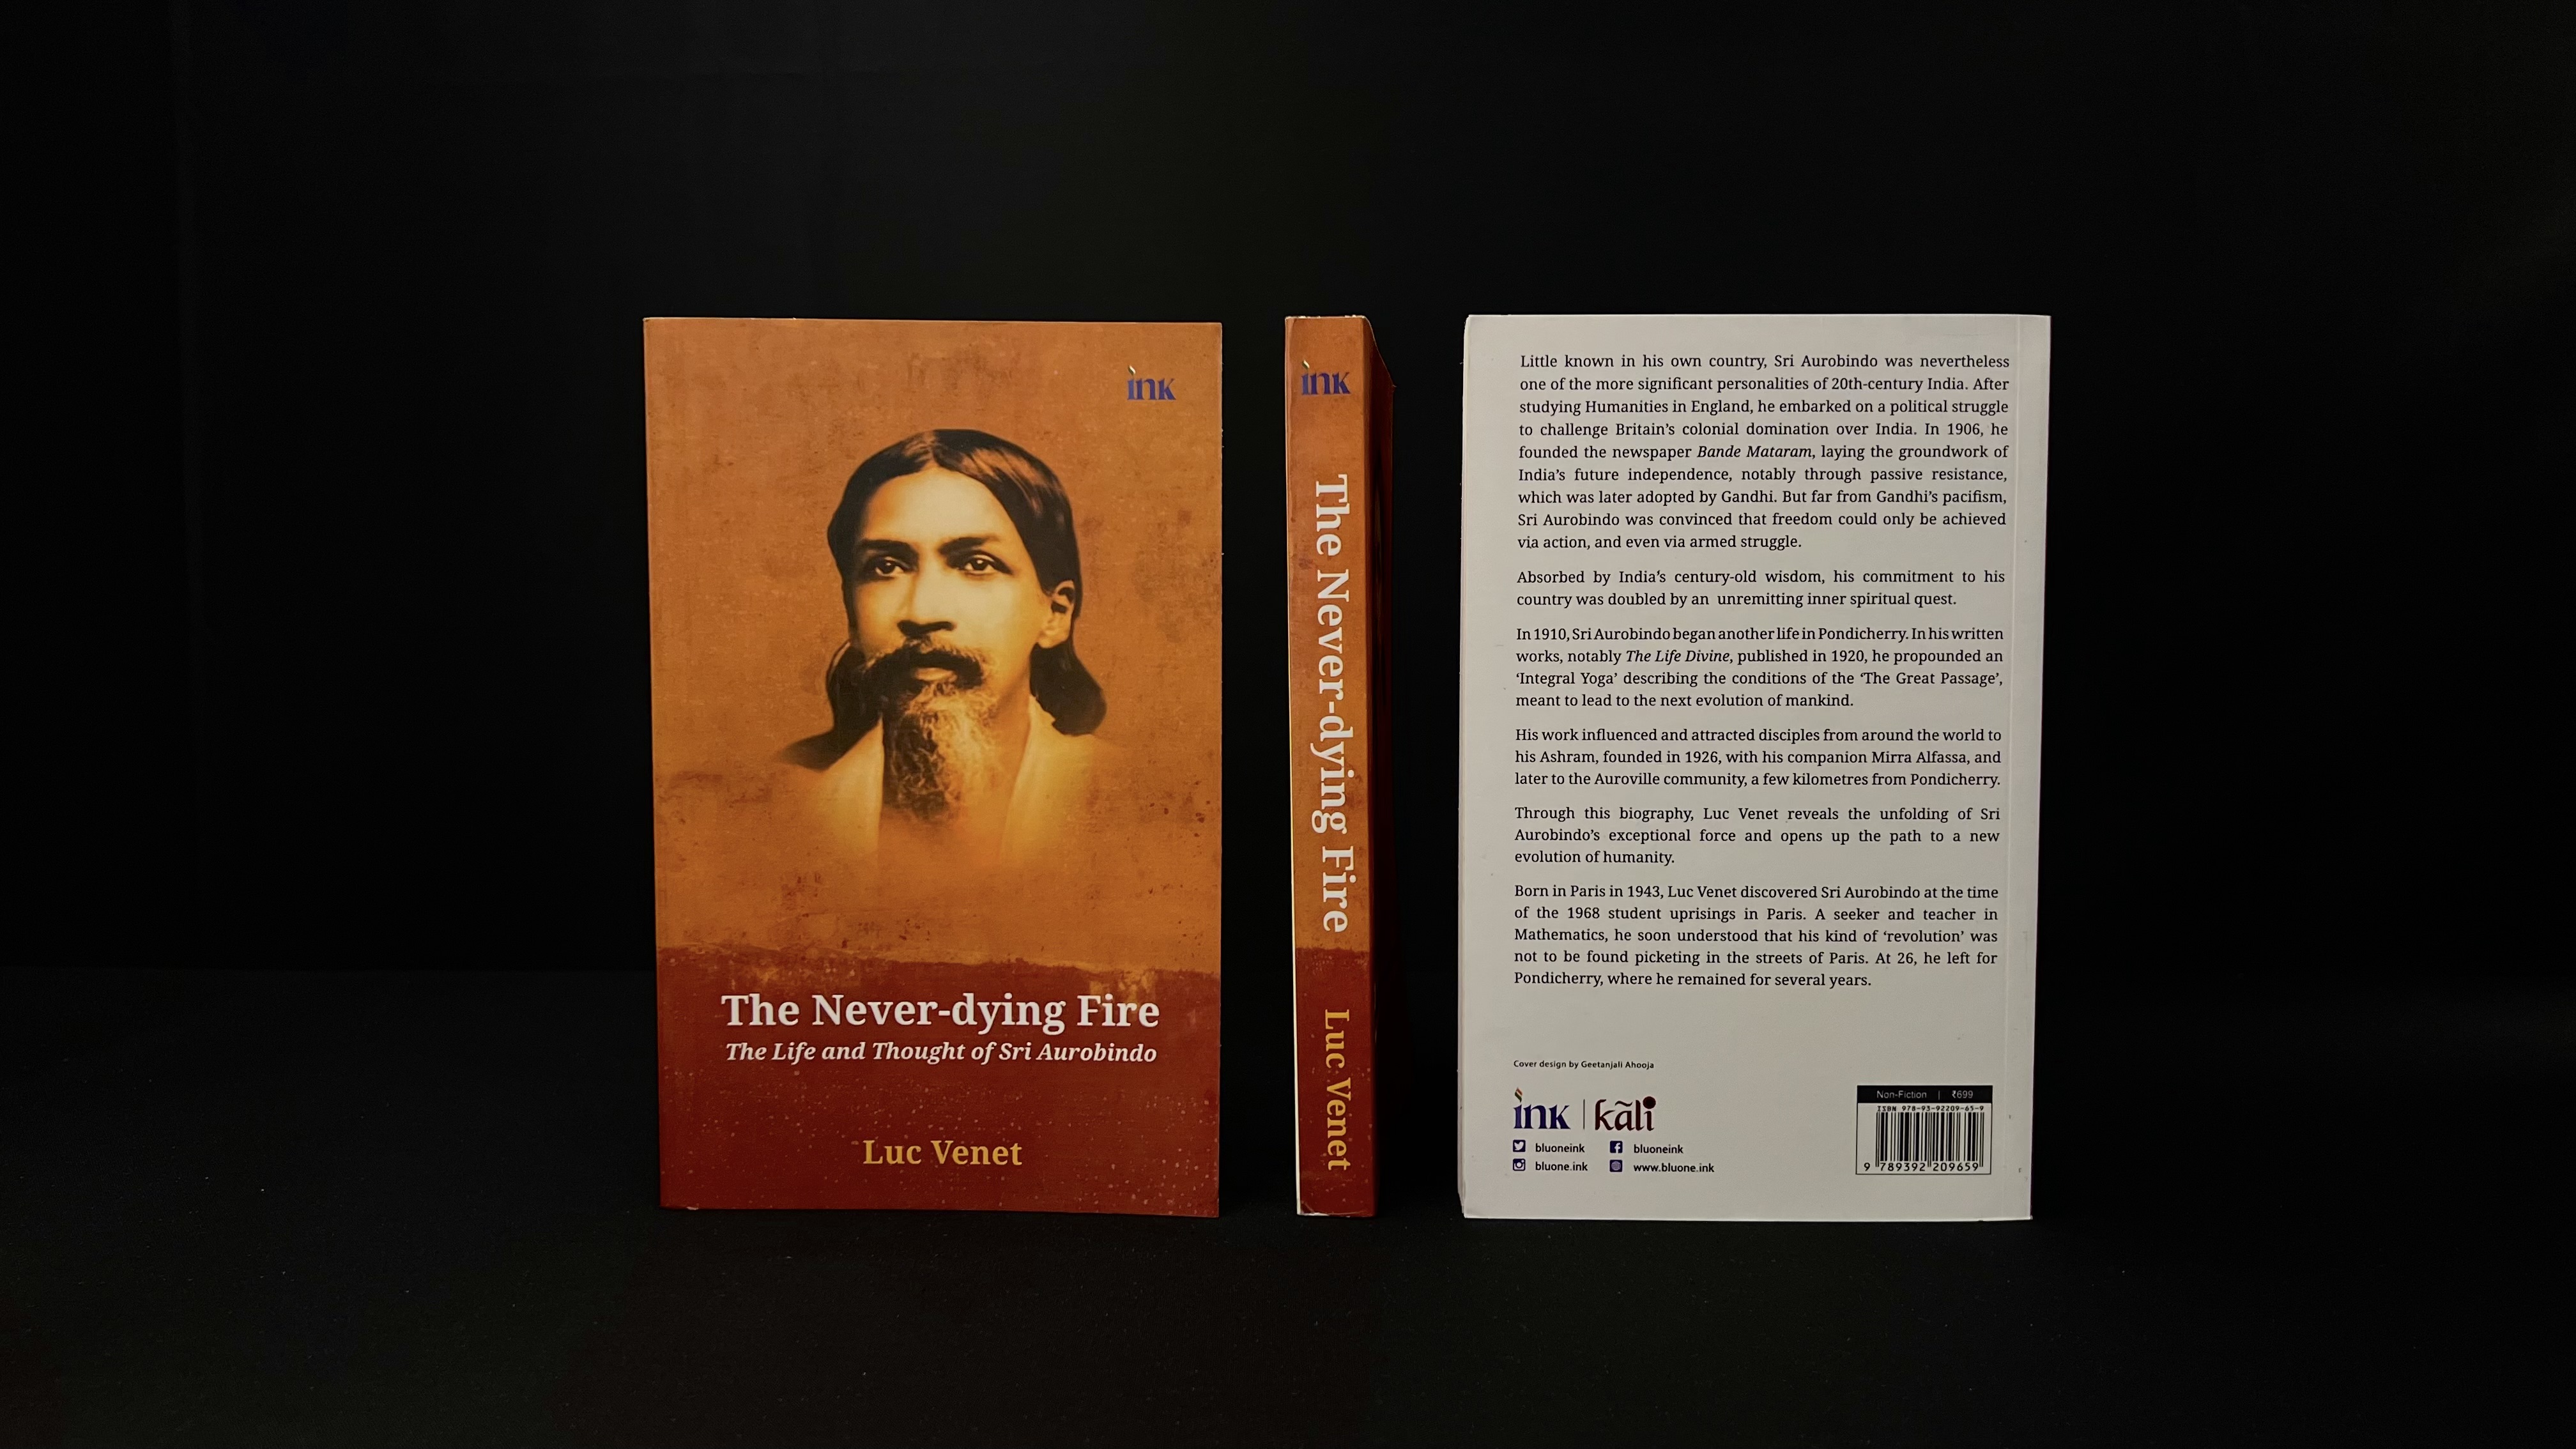 ink
The Never-dying Fire
The Life and Thought of Sri Aurobindo
Luc Venet
ink
The Never-dying Fire
Luc Venet
Little known in his own country, Sri Aurobindo was nevertheless
one of the more significant personalities of 20th-century India. After
studying Humanities in England, he embarked on a political struggle
to challenge Britain's colonial domination over India. In 1906, he
founded the newspaper Bande Mataram, laying the groundwork of
India's future independence, notably through passive resistance,
which was later adopted by Gandhi. But far from Gandhi's pacifism,
Sri Aurobindo was convinced that freedom could only be achieved
via action, and even via armed struggle.
Absorbed by India's century-old wisdom, his commitment to his
country was doubled by an unremitting inner spiritual quest.
In 1910, Sri Aurobindo began another life in Pondicherry. In his written
works, notably The Life Divine, published in 1920, he propounded an
‘Integral Yoga’ describing the conditions of the ‘The Great Passage’,
meant to lead to the next evolution of mankind.
His work influenced and attracted disciples from around the world to
his Ashram, founded in 1926, with his companion Mirra Alfassa, and
later to the Auroville community, a few kilometres from Pondicherry.
Through this biography, Luc Venet reveals the unfolding of Sri
Aurobindo's exceptional force and opens up the path to a new
evolution of humanity.
Born in Paris in 1943, Luc Venet discovered Sri Aurobindo at the time
of the 1968 student uprisings in Paris. A seeker and teacher in
Mathematics, he soon understood that his kind of ‘revolution’ was
not to be found picketing in the streets of Paris. At 26, he left for
Pondicherry, where he remained for several years.
Cover design by Geetanjali Ahooja
ink | kāli
bluoneink bluoneink
bluone.ink www.bluone.ink
Non-Fiction | ₹699
ISBN 978-93-92209-65-9
9 789392 209659